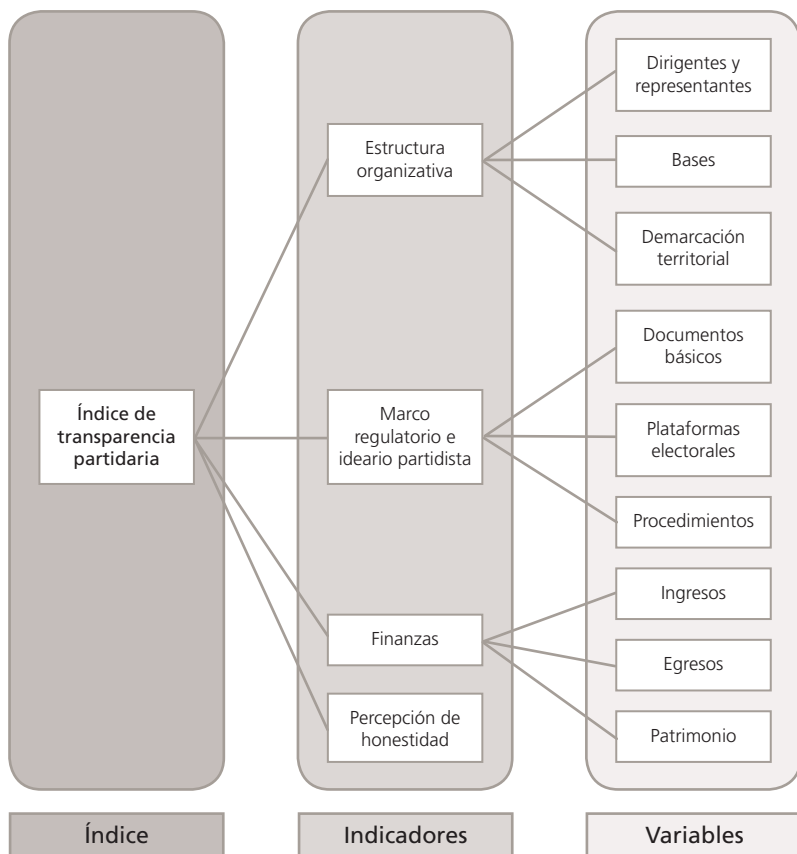 Índice de
transparencia
partidaria
Estructura
organizativa
Marco
regulatorio e
ideario partidista
Finanzas
Percepción de
honestidad
Dirigentes y
representantes
Bases
Demarcación
territorial
Documentos
básicos
Plataformas
electorales
Procedimientos
Ingresos
Egresos
Patrimonio
Índice
Indicadores
Variables